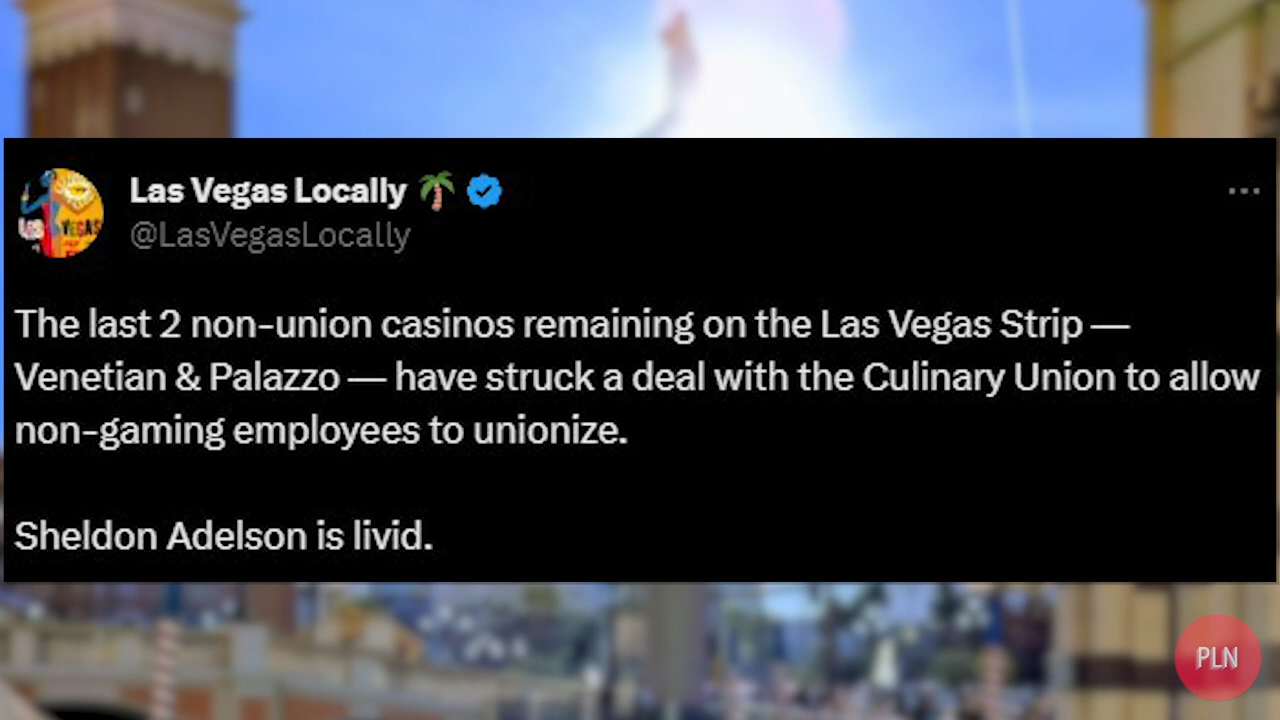 Las Vegas Locally 🌴
@LasVegasLocally
The last 2 non-union casinos remaining on the Las Vegas Strip —
Venetian & Palazzo — have struck a deal with the Culinary Union to allow
non-gaming employees to unionize.
Sheldon Adelson is livid.
PLN